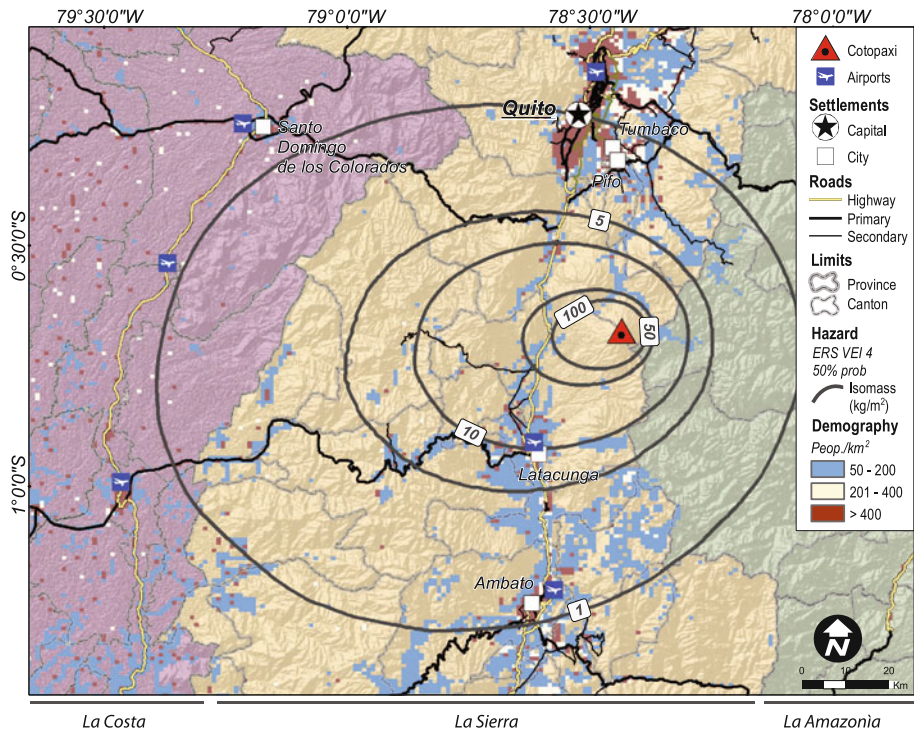 79°30'0"W
79°0'0"W
78°30'0"W
78°0'0"W
0°30'0"S
1°0'0"S
Quito
Tumbaco
Pifo
Santo
Domingo
de los Colorados
5
100
50
10
Latacunga
Ambato
1
Cotopaxi
Airports
Settlements
Capital
City
Roads
Highway
Primary
Secondary
Limits
Province
Canton
Hazard
ERS VEI 4
50% prob
Isomass
(kg/m²)
Demography
Peop./km²
50 - 200
201 - 400
> 400
N
0 10 20
Km
La Costa
La Sierra
La Amazonìa